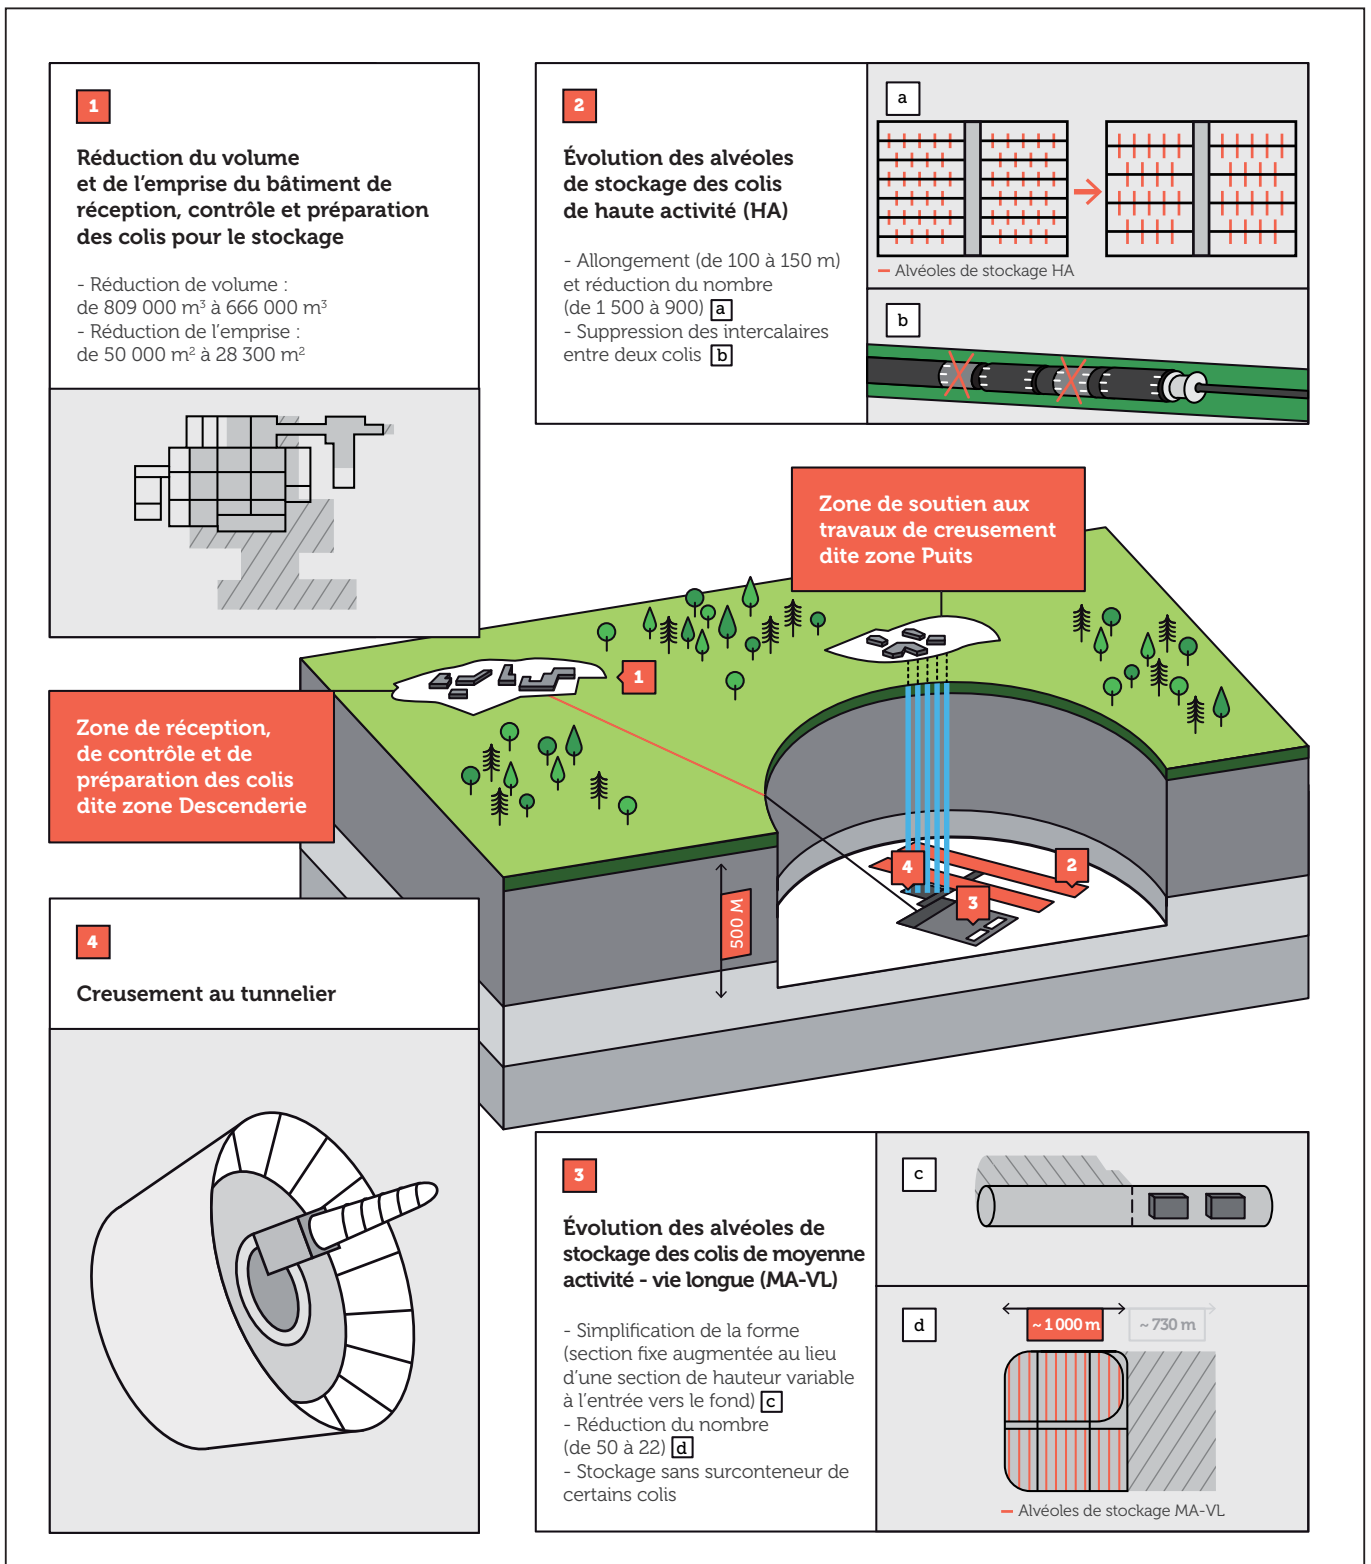 1
Réduction du volume
et de l'emprise du bâtiment de
réception, contrôle et préparation
des colis pour le stockage
- Réduction de volume :
de 809 000 m³ à 666 000 m³
- Réduction de l'emprise :
de 50 000 m² à 28 300 m²
2
Évolution des alvéoles
de stockage des colis
de haute activité (HA)
- Allongement (de 100 à 150 m)
et réduction du nombre
(de 1 500 à 900) a
- Suppression des intercalaires
entre deux colis b
a
Alvéoles de stockage HA
b
Zone de soutien aux
travaux de creusement
dite zone Puits
1
Zone de réception,
de contrôle et de
préparation des colis
dite zone Descenderie
500 M
4
2
3
4
Creusement au tunnelier
3
Évolution des alvéoles de
stockage des colis de moyenne
activité - vie longue (MA-VL)
- Simplification de la forme
(section fixe augmentée au lieu
d'une section de hauteur variable
à l'entrée vers le fond) c
- Réduction du nombre
(de 50 à 22) d
- Stockage sans surconteneur de
certains colis
c
d
~ 1 000 m
~ 730 m
Alvéoles de stockage MA-VL